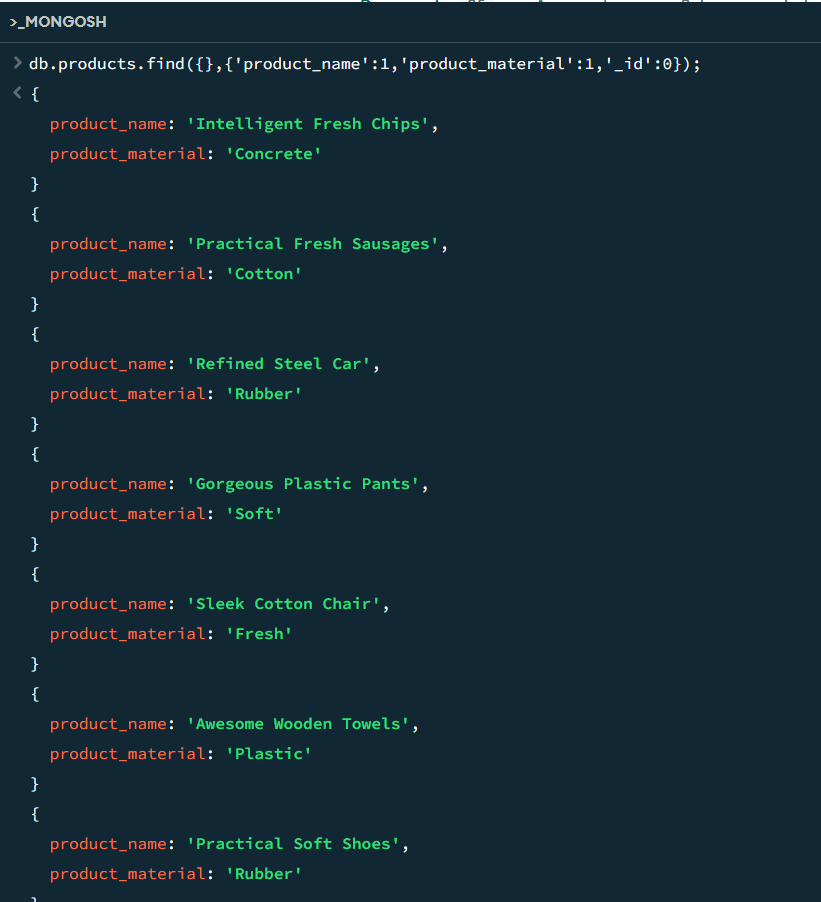 >_MONGOSH
> db.products.find({},{'product_name':1,'product_material':1,'_id':0});
< {
product_name: 'Intelligent Fresh Chips',
product_material: 'Concrete'
}
{
product_name: 'Practical Fresh Sausages',
product_material: 'Cotton'
}
{
product_name: 'Refined Steel Car',
product_material: 'Rubber'
}
{
product_name: 'Gorgeous Plastic Pants',
product_material: 'Soft'
}
{
product_name: 'Sleek Cotton Chair',
product_material: 'Fresh'
}
{
product_name: 'Awesome Wooden Towels',
product_material: 'Plastic'
}
{
product_name: 'Practical Soft Shoes',
product_material: 'Rubber'